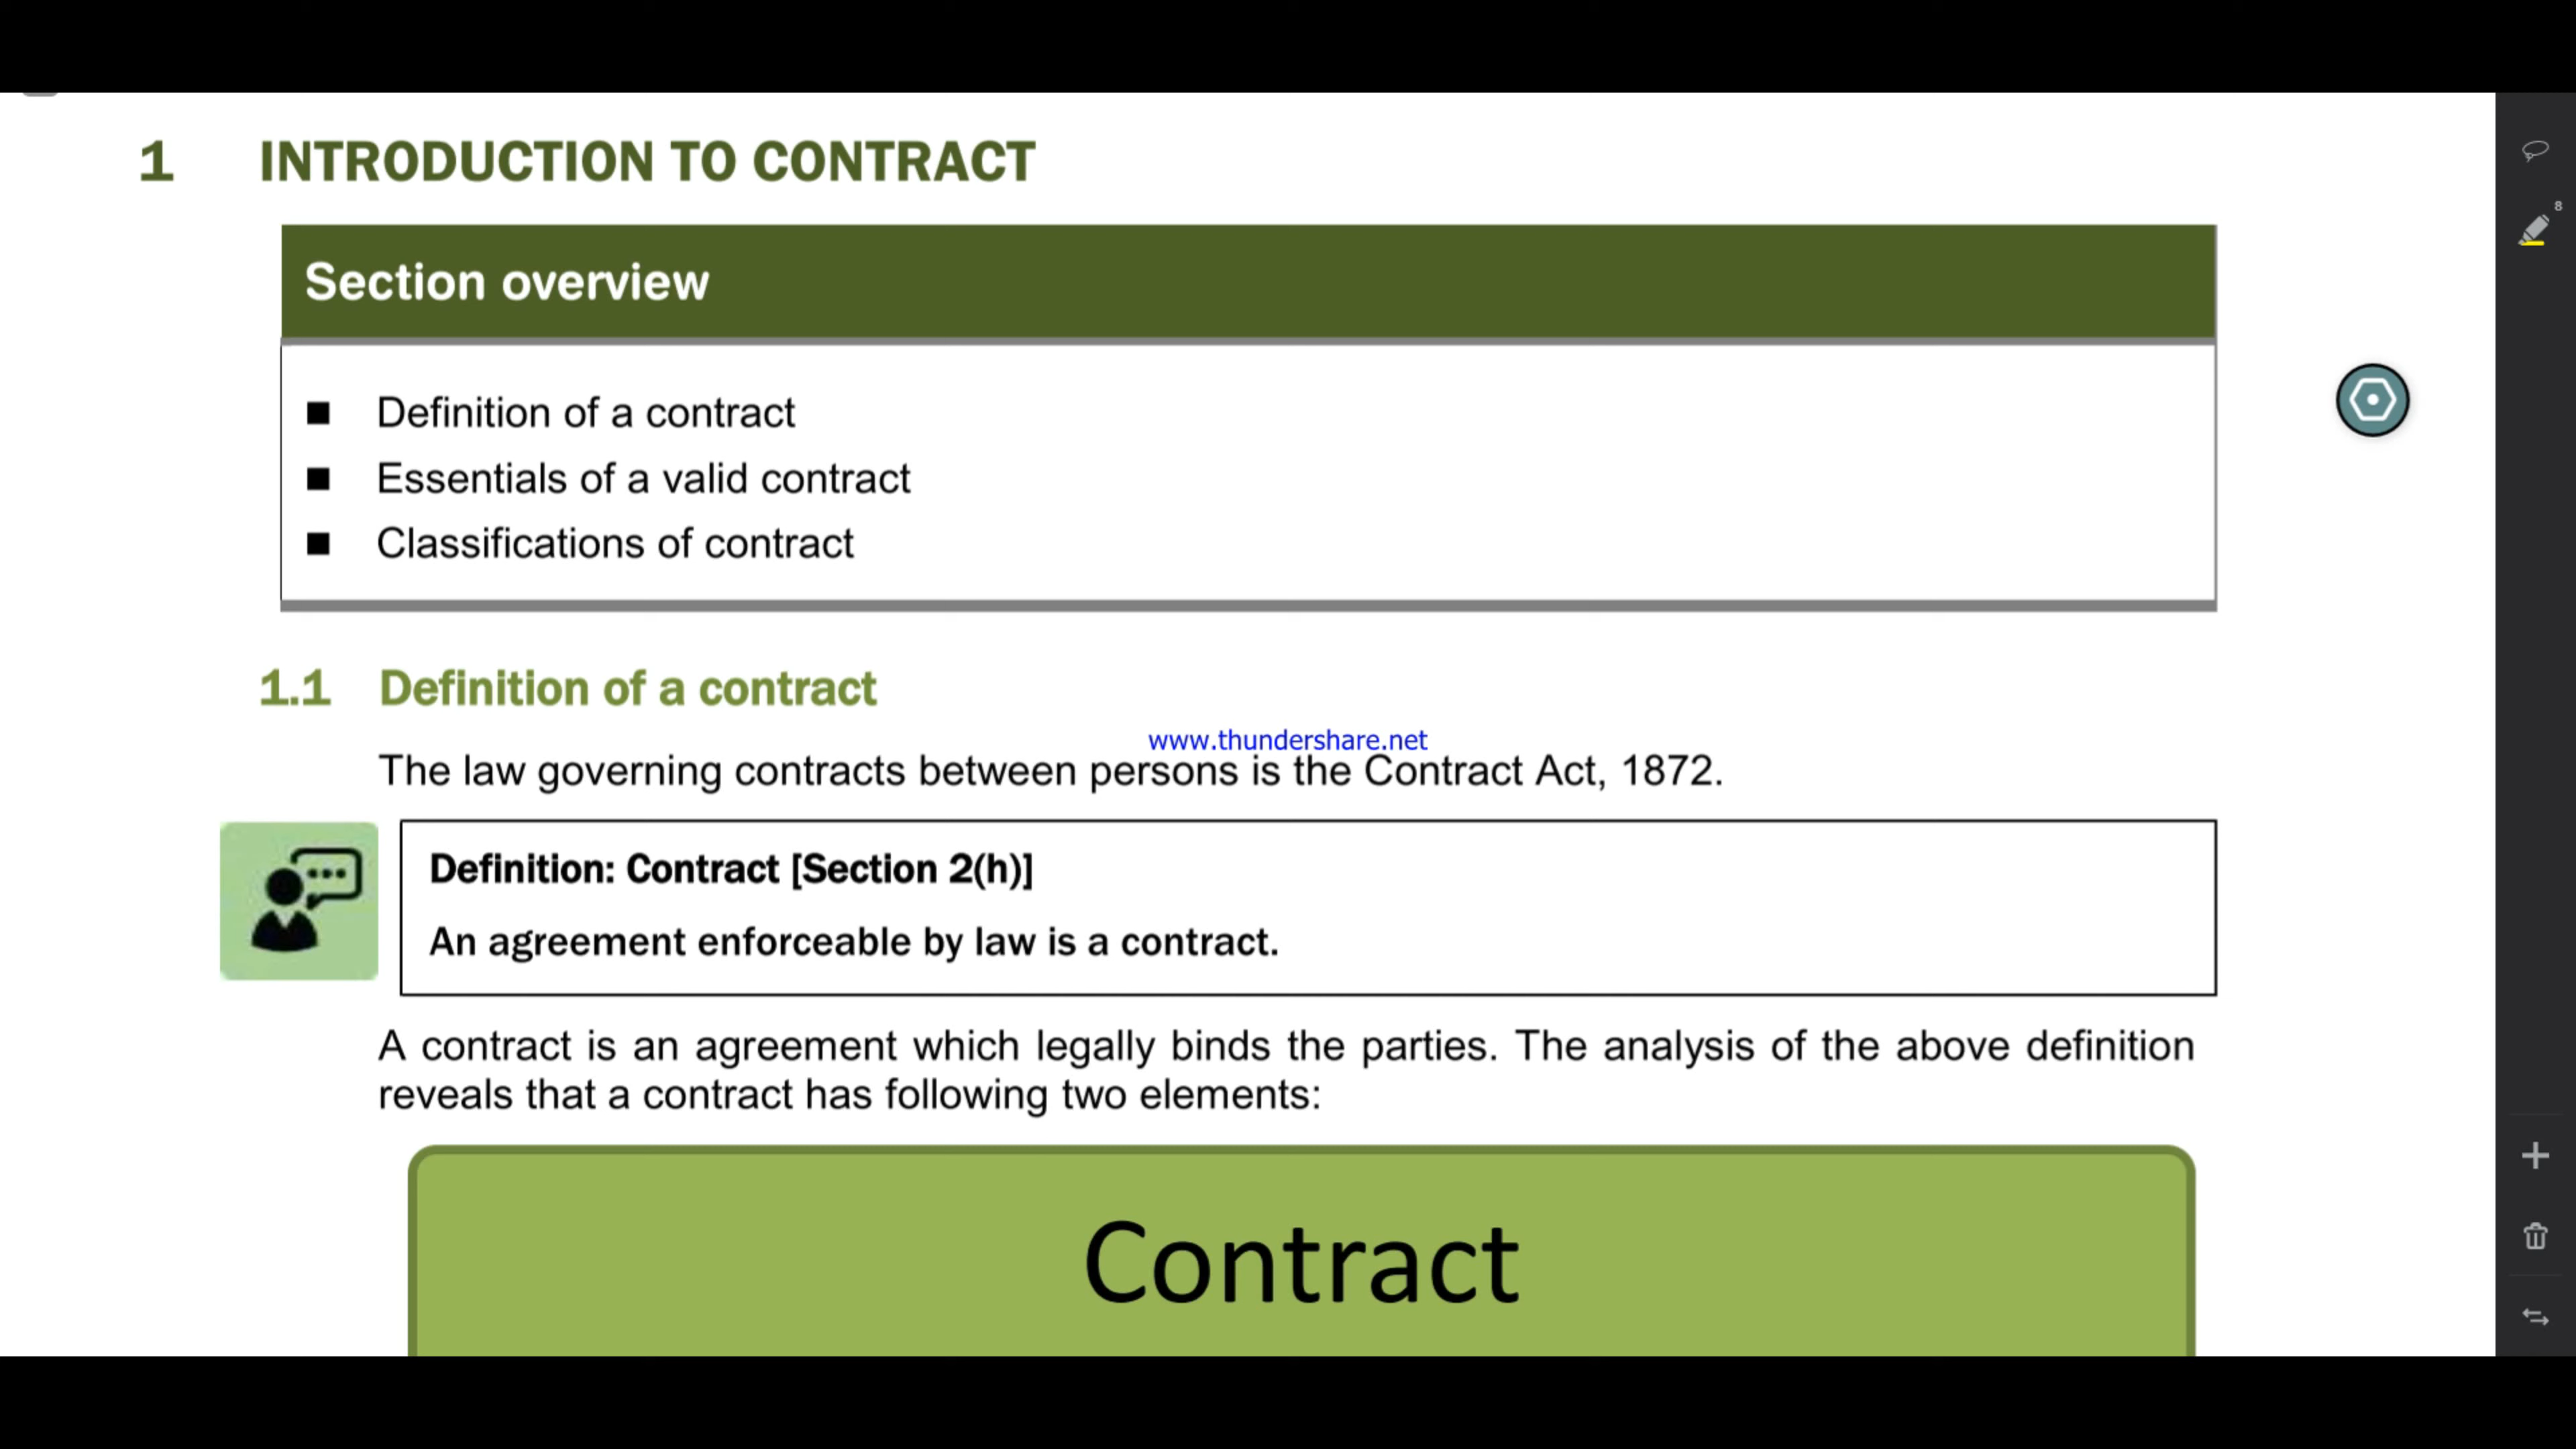 1 INTRODUCTION TO CONTRACT
Section overview
■ Definition of a contract
■ Essentials of a valid contract
■ Classifications of contract
1.1 Definition of a contract
www.thundershare.net
The law governing contracts between persons is the Contract Act, 1872.
Definition: Contract [Section 2(h)]
An agreement enforceable by law is a contract.
A contract is an agreement which legally binds the parties. The analysis of the above definition
reveals that a contract has following two elements:
Contract
8